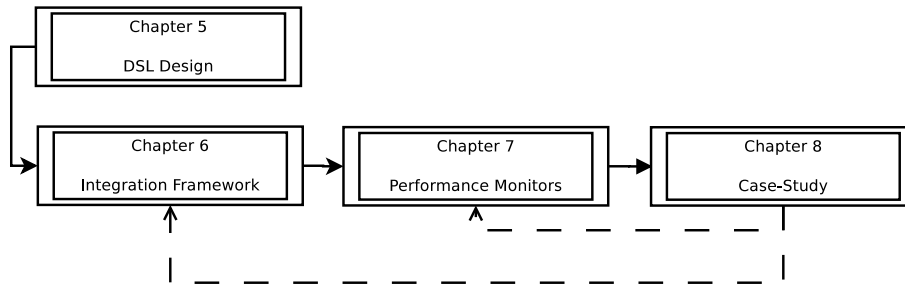 Chapter 5
DSL Design
Chapter 6
Integration Framework
Chapter 7
Performance Monitors
Chapter 8
Case-Study